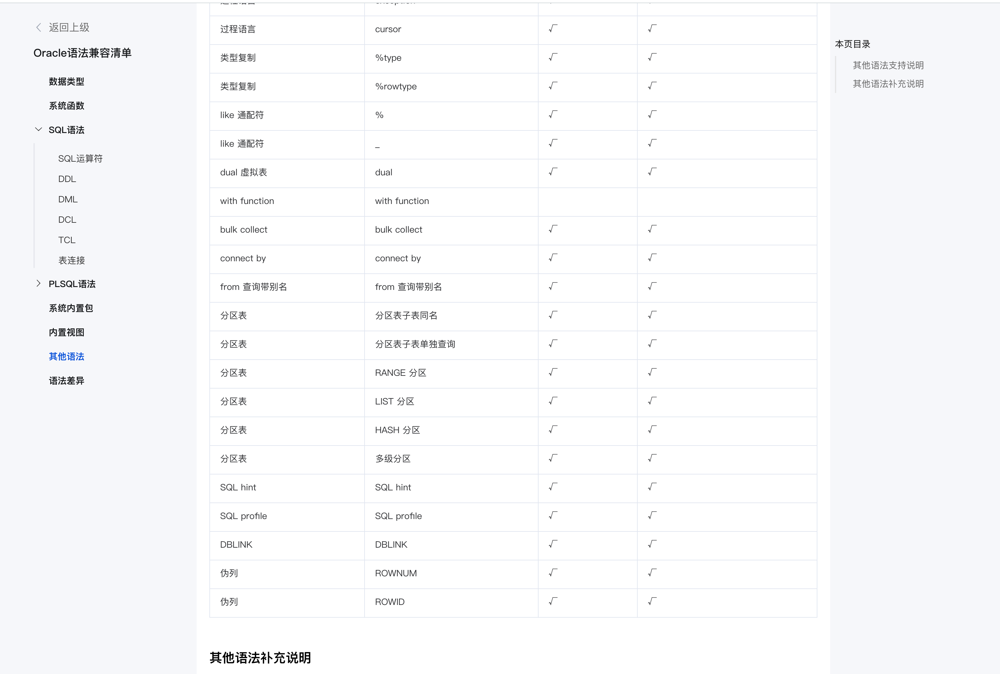 返回上级
Oracle语法兼容清单
数据类型
系统函数
SQL语法
SQL运算符
DDL
DML
DCL
TCL
表连接
PLSQL语法
系统内置包
内置视图
其他语法
语法差异
过程语言 cursor √ √
类型复制 %type √ √
类型复制 %rowtype √ √
like 通配符 % √ √
like 通配符 _ √ √
dual 虚拟表 dual √ √
with function with function
bulk collect bulk collect √ √
connect by connect by √ √
from 查询带别名 from 查询带别名 √ √
分区表 分区表子表同名 √ √
分区表 分区表子表单独查询 √ √
分区表 RANGE 分区 √ √
分区表 LIST 分区 √ √
分区表 HASH 分区 √ √
分区表 多级分区 √ √
SQL hint SQL hint √ √
SQL profile SQL profile √ √
DBLINK DBLINK √ √
伪列 ROWNUM √ √
伪列 ROWID √ √
其他语法补充说明
本页目录
其他语法支持说明
其他语法补充说明